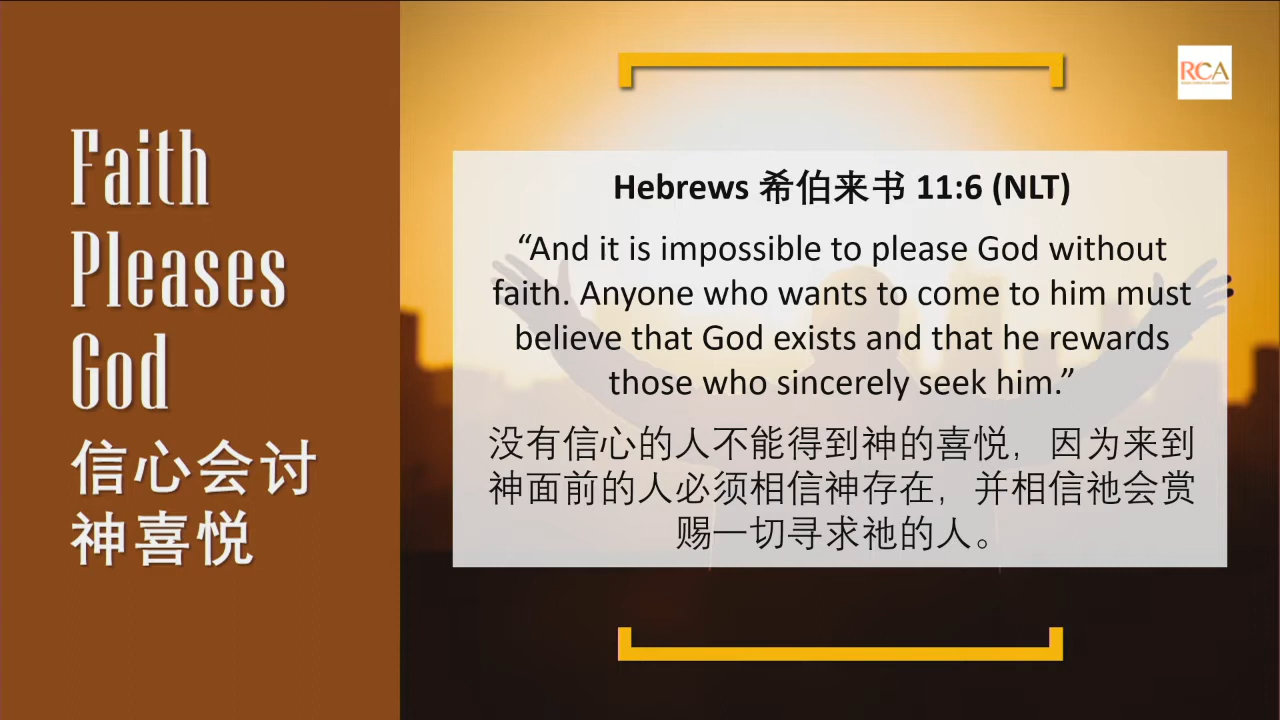 Faith
Pleases
God
信心会讨
神喜悦
RCA
Hebrews 希伯来书 11:6 (NLT)
“And it is impossible to please God without
faith. Anyone who wants to come to him must
believe that God exists and that he rewards
those who sincerely seek him.”
没有信心的人不能得到神的喜悦，因为来到
神面前的人必须相信神存在，并相信祂会赏
赐一切寻求祂的人。